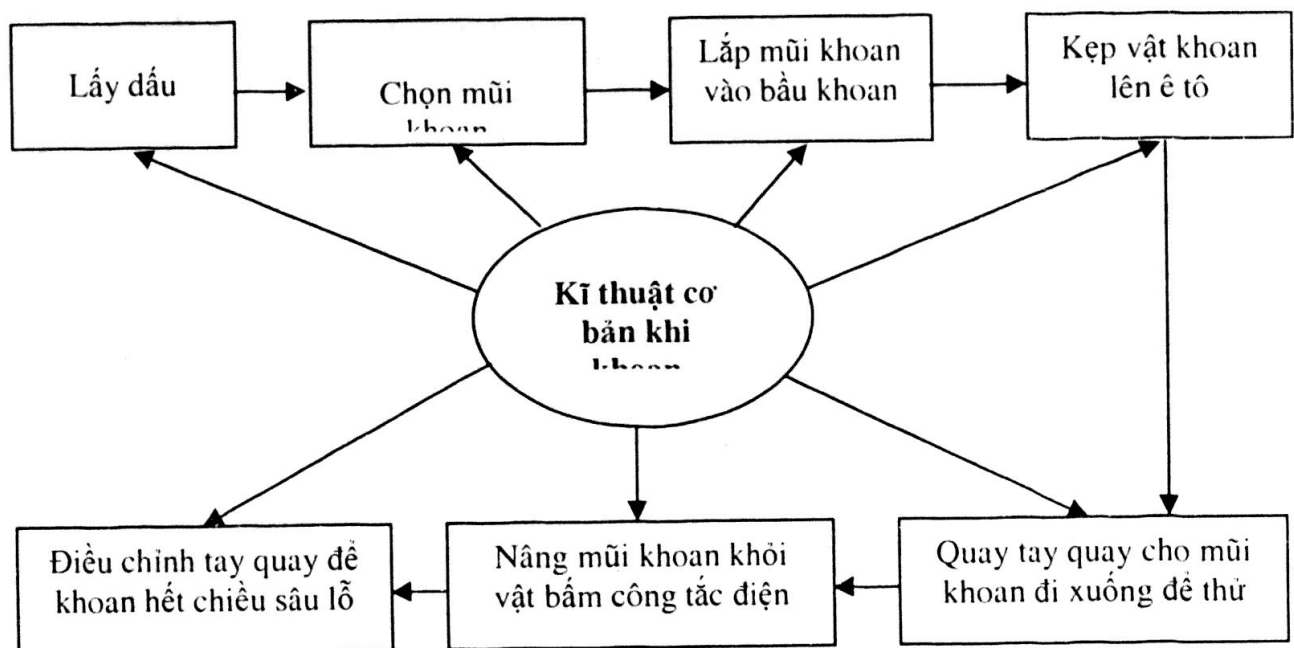 Lấy dấu
Chọn mũi
khoan
Lắp mũi khoan
vào bầu khoan
Kẹp vật khoan
lên ê tô
Kĩ thuật cơ
bản khi
khoan
Điều chỉnh tay quay để
khoan hết chiều sâu lỗ
Nâng mũi khoan khỏi
vật bấm công tắc điện
Quay tay quay cho mũi
khoan đi xuống để thử